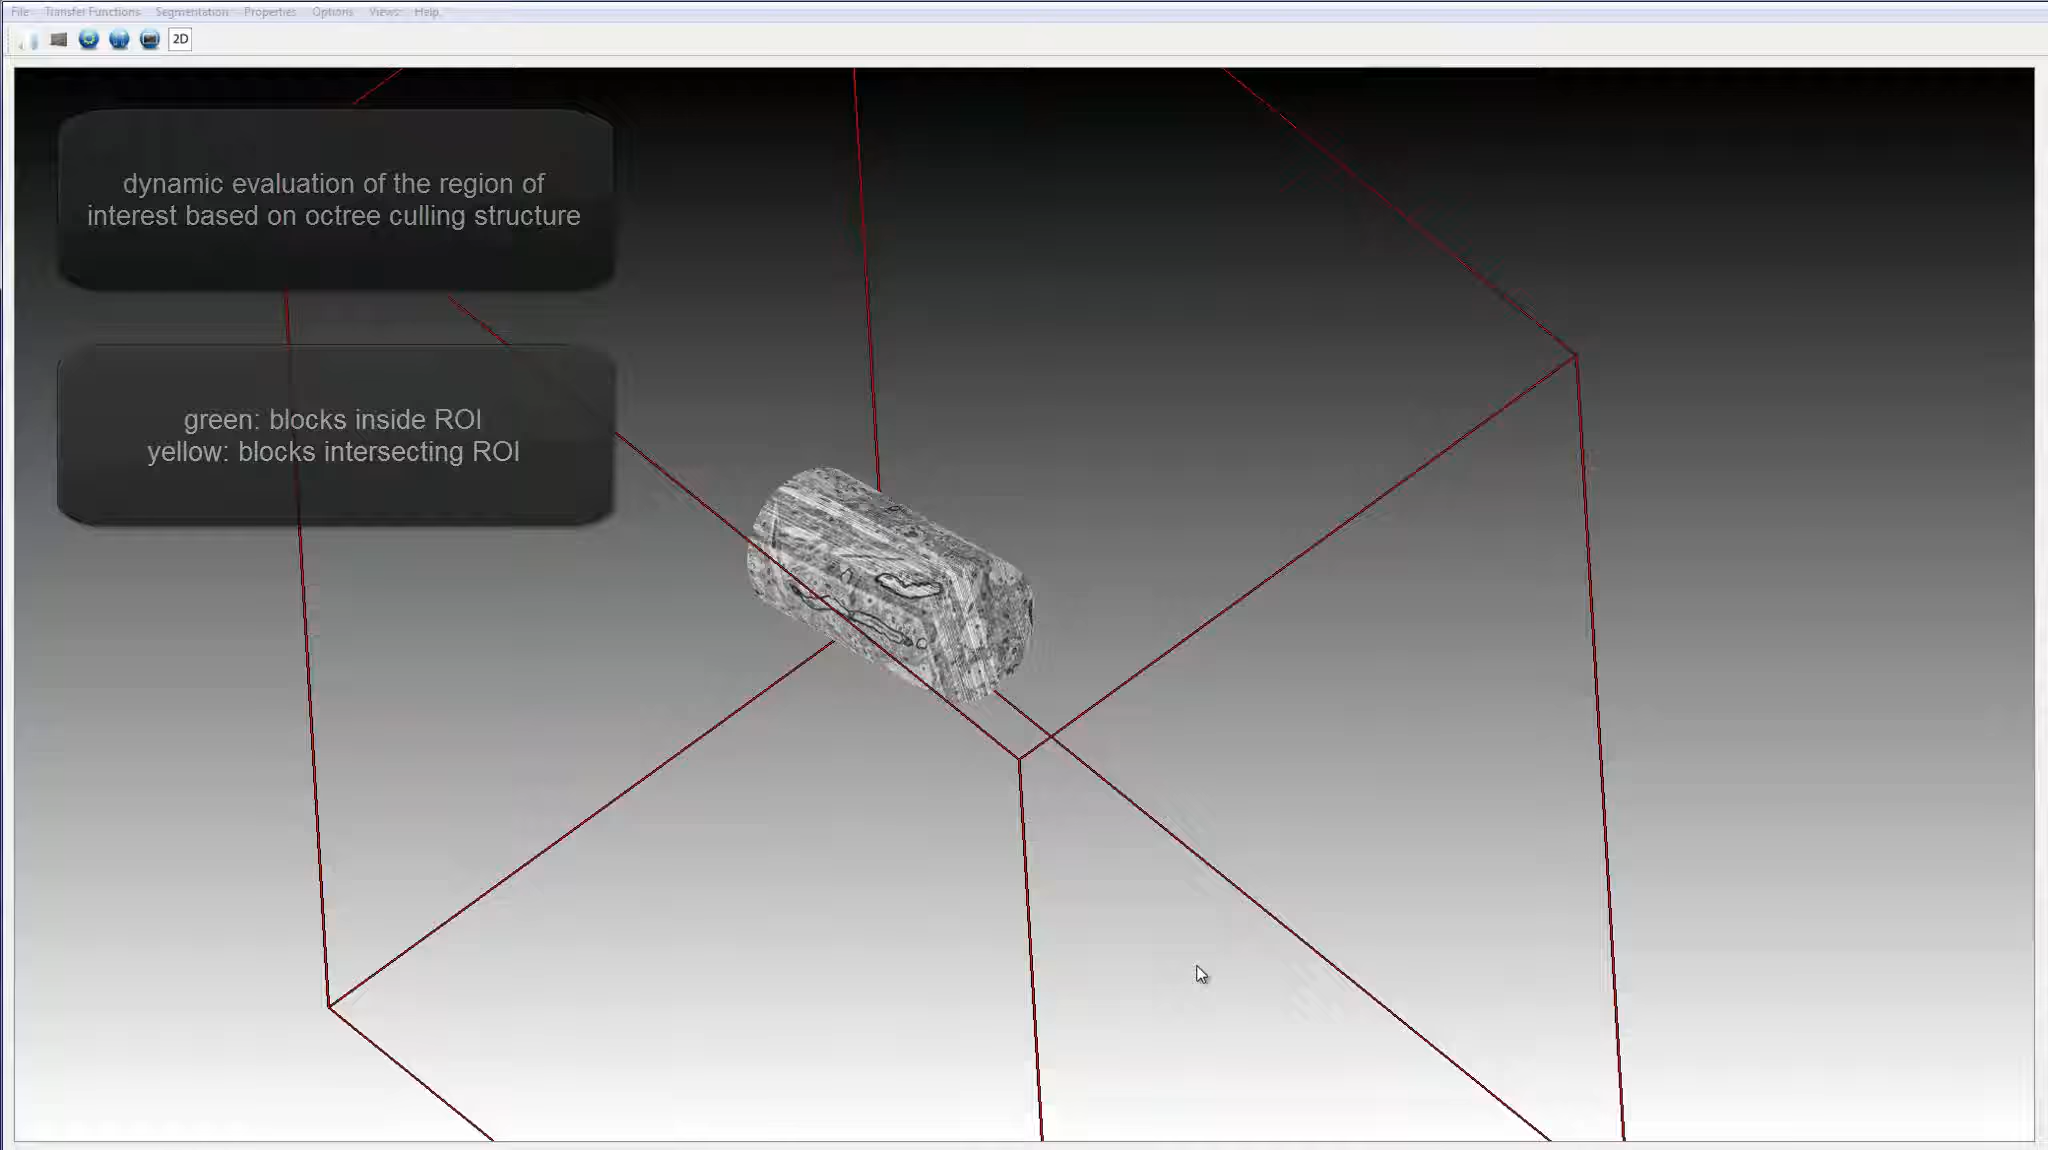 File Transfer Functions Segmentation Properties Options Views Help
2D
dynamic evaluation of the region of
interest based on octree culling structure
green: blocks inside ROI
yellow: blocks intersecting ROI